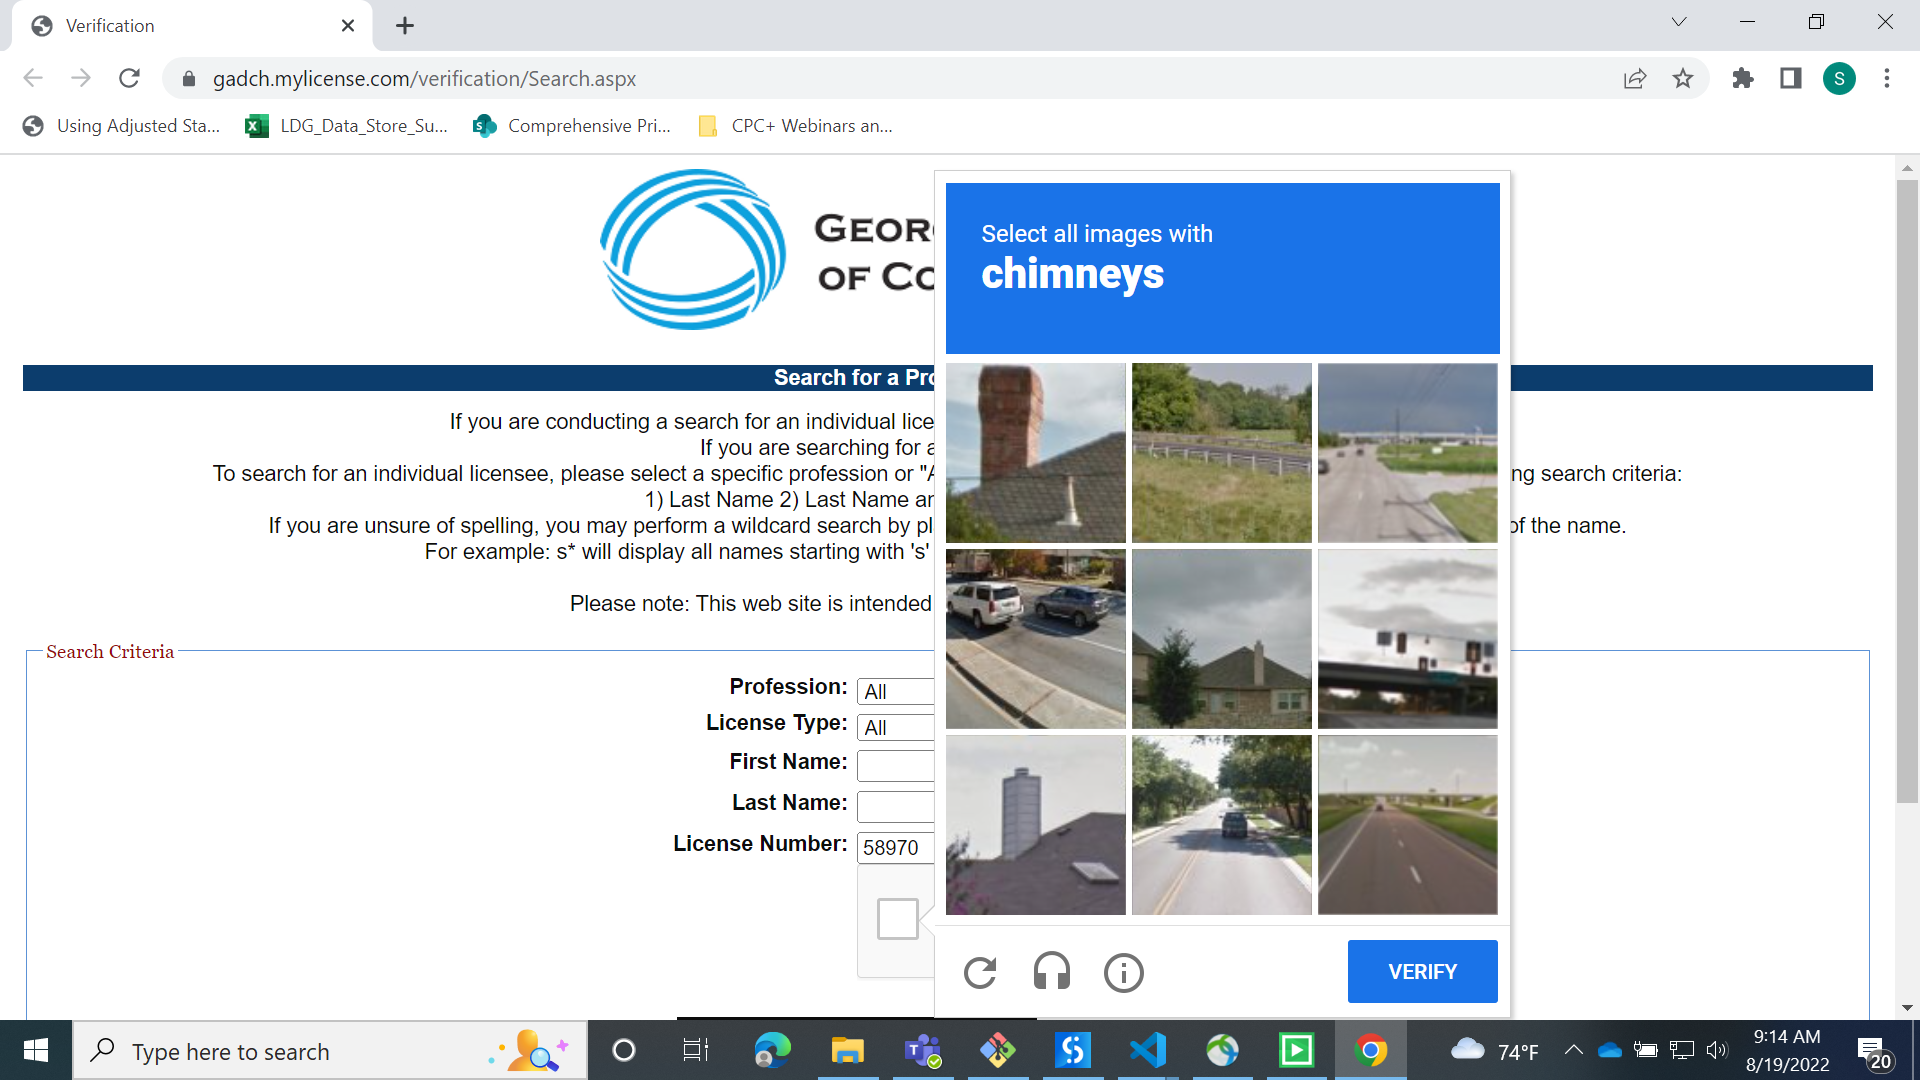 Verification
gadch.mylicense.com/verification/Search.aspx
S
Using Adjusted Sta...
LDG_Data_Store_Su...
Comprehensive Pri...
CPC+ Webinars an...
GEOR
OF CO
Select all images with
chimneys
Search for a Pro
If you are conducting a search for an individual lice
If you are searching for a
To search for an individual licensee, please select a specific profession or "A
ng search criteria:
1) Last Name 2) Last Name an
If you are unsure of spelling, you may perform a wildcard search by pl
of the name.
For example: s* will display all names starting with 's'
Please note: This web site is intended
Search Criteria
Profession: All
License Type: All
First Name:
Last Name:
License Number: 58970
VERIFY
Type here to search
74°F
9:14 AM
8/19/2022
20